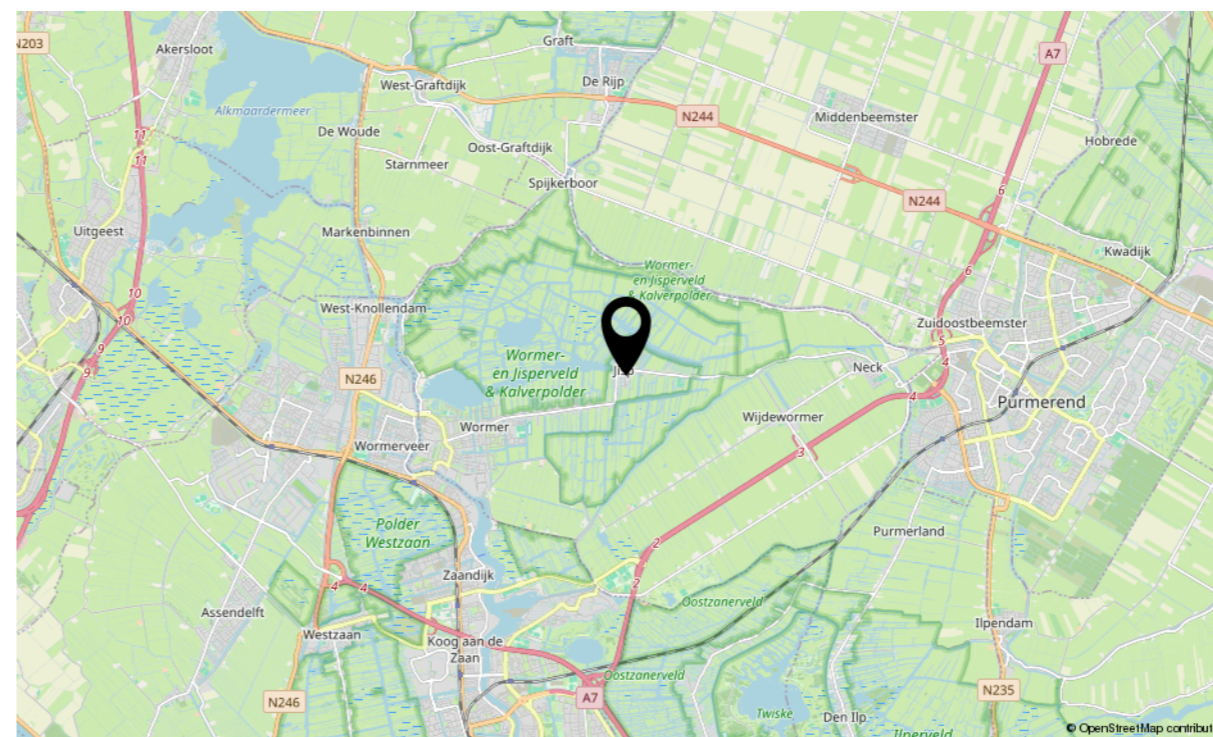 N203
Akersloot
Graft
A7
West-Graftdijk
De Rijp
Alkmaardermeer
N244
Middenbeemster
11
De Woude
11
Starnmeer
Oost-Graftdijk
Hobrede
Spijkerboor
6
N244
Uitgeest
Markenbinnen
Kwadijk
Wormer-
en Jisperveld
& Kalverpolder
6
10
West-Knollendam
10
Zuidoostbeemster
5
9
9
Wormer-
en Jisperveld
& Kalverpolder
4
Neck
N246
4
Purmerend
Wijdewormer
Wormer
Wormerveer
3
Polder
Westzaan
Purmerland
2
Zaandijk
2
4
4
Oostzanerveld
Assendelft
Ilpendam
Westzaan
Koog aan de
Zaan
Oostzanerveld
N235
A7
N246
Twiske
Den Ilp
Ilperveld
© OpenStreetMap contribut